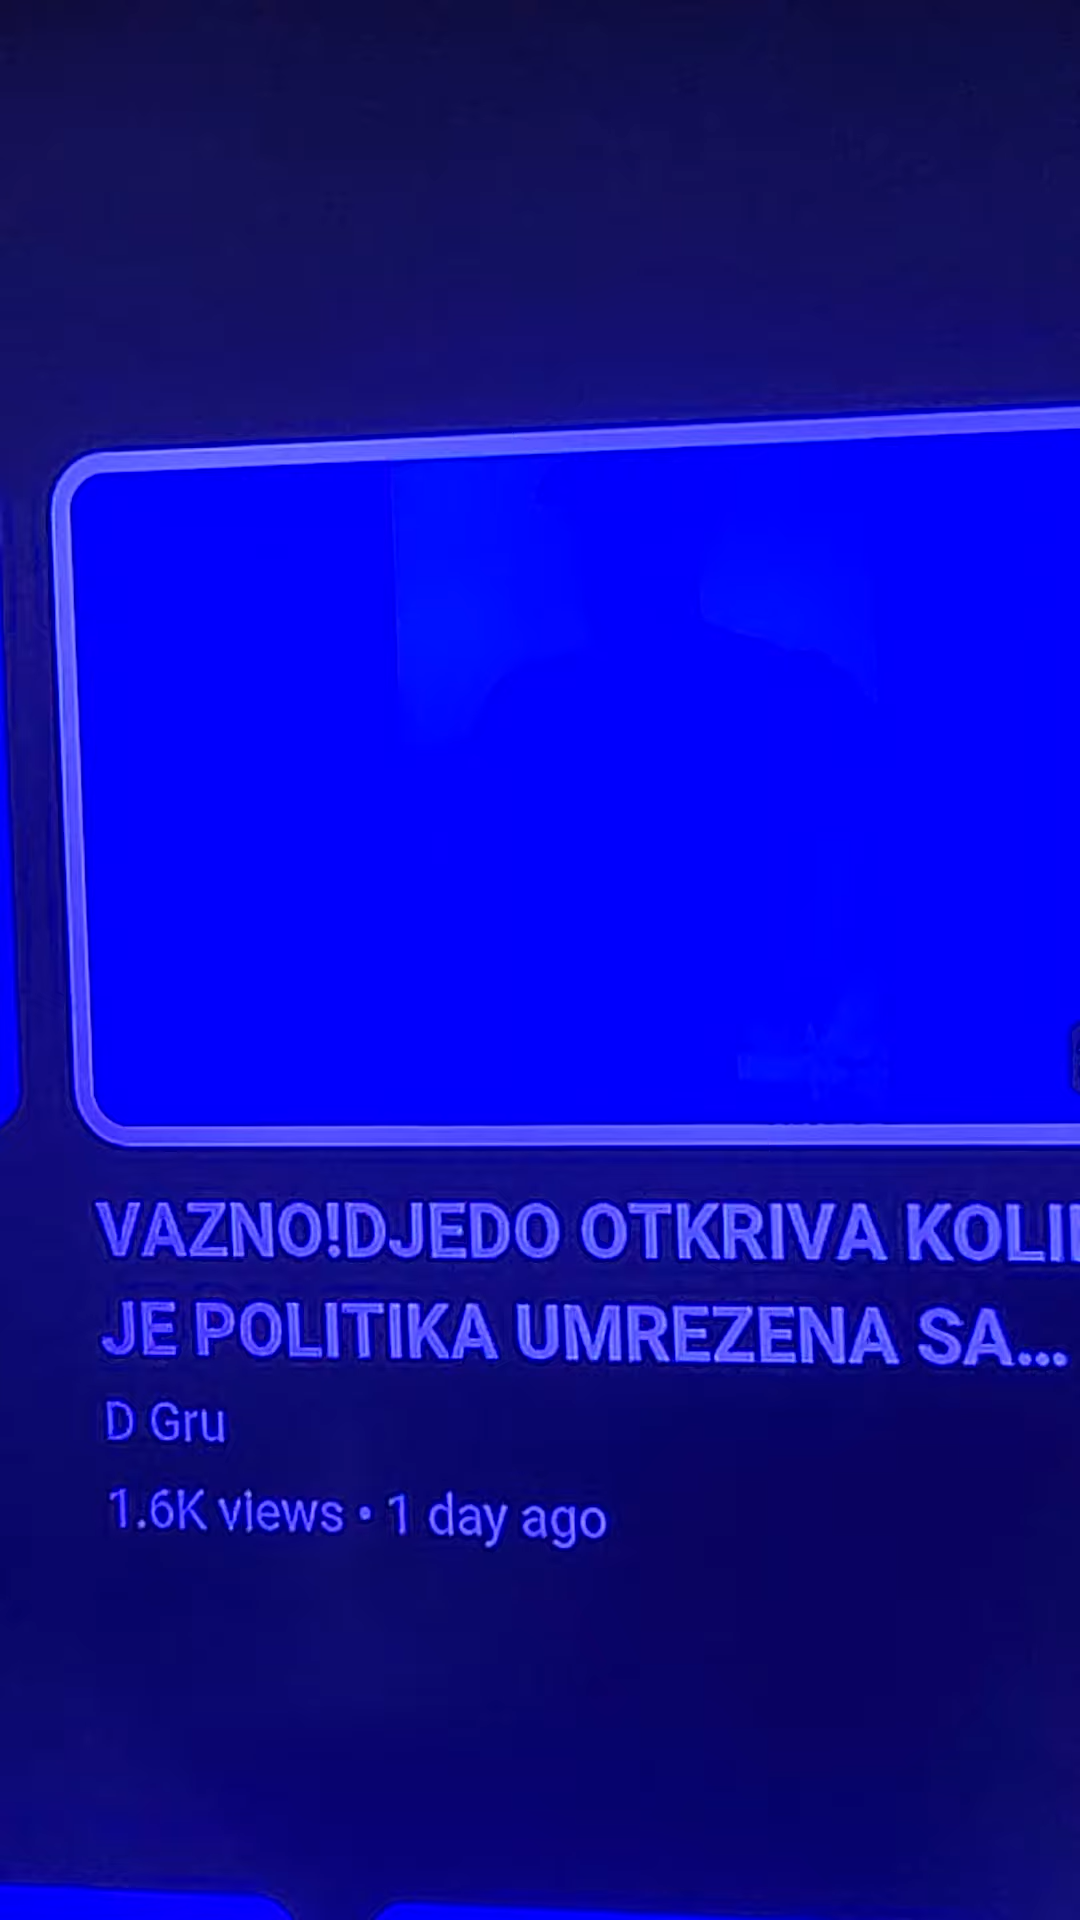 VAZNO!DJEDO OTKRIVA
JE POLITIKA UMREZENA SA...
D Gru
1.6K views • 1 day ago